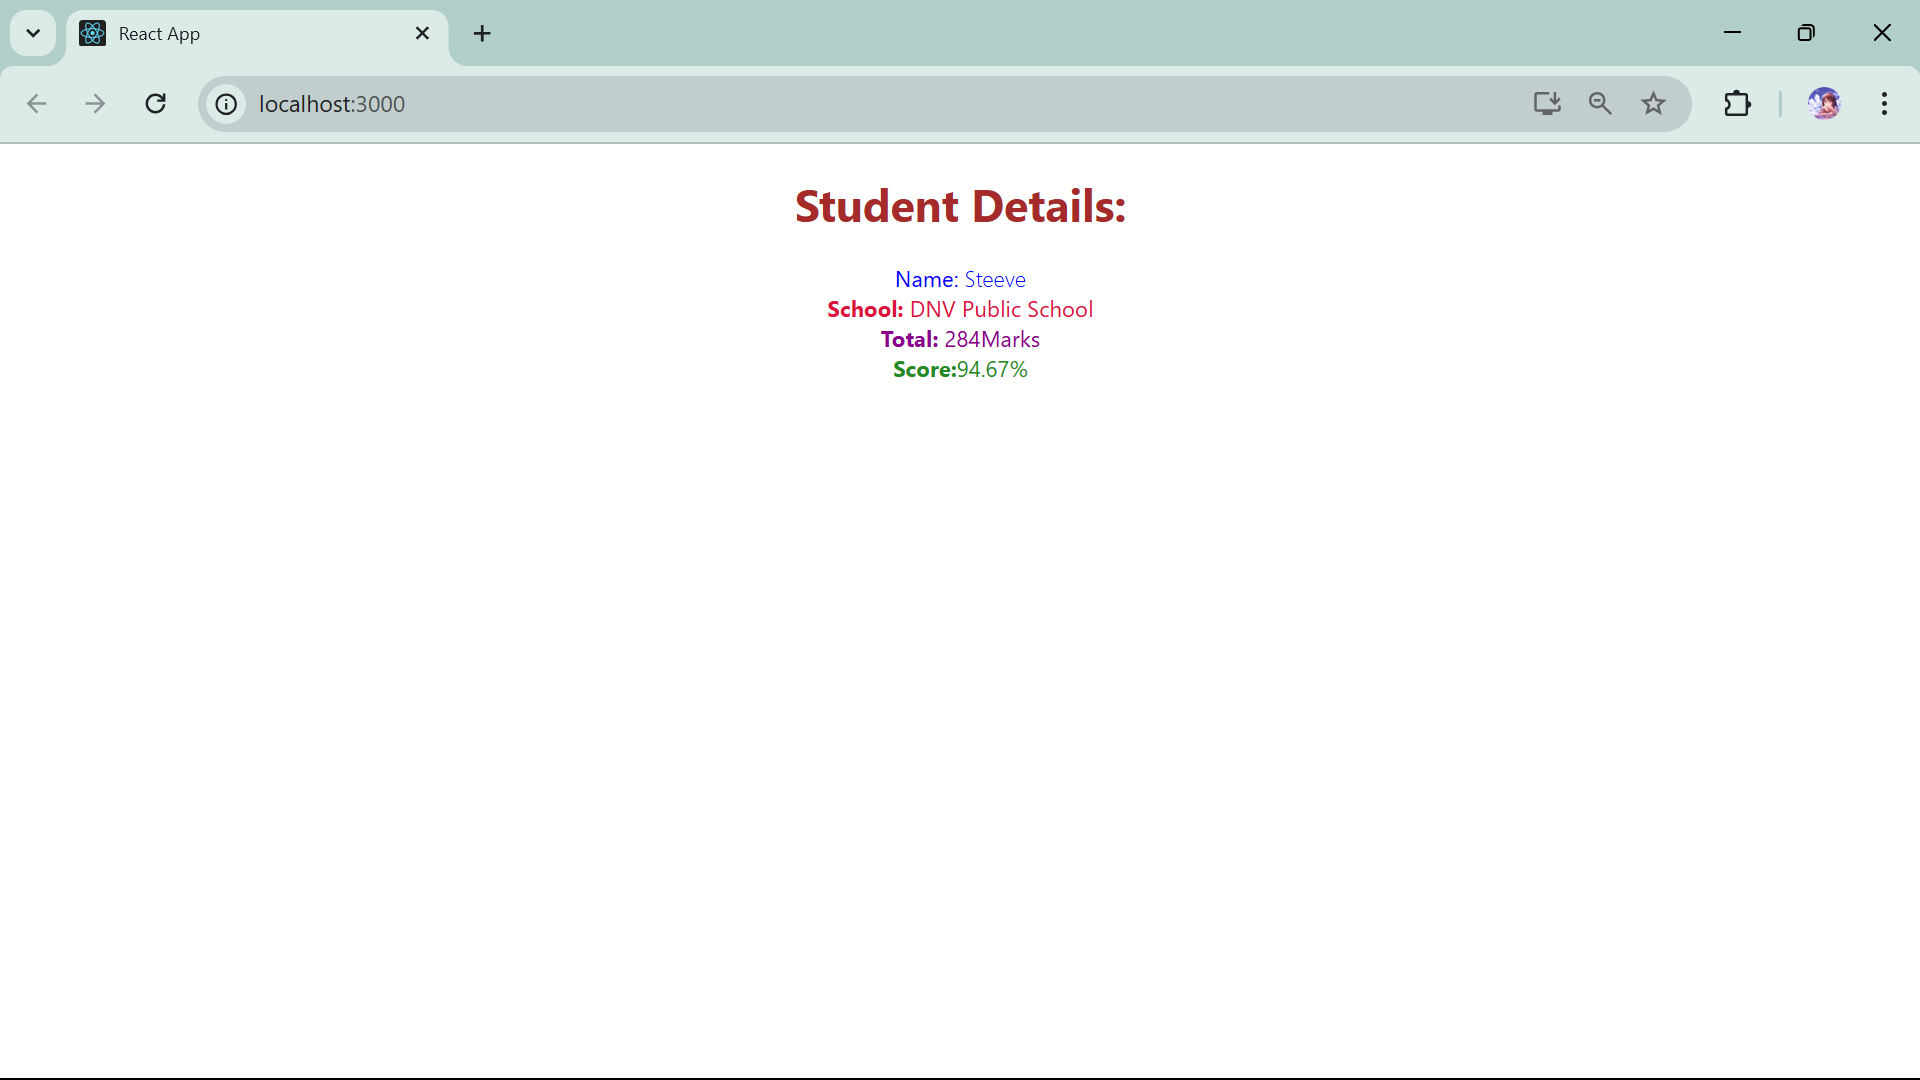 React App
localhost:3000
Student Details:
Name: Steeve
School: DNV Public School
Total: 284Marks
Score:94.67%